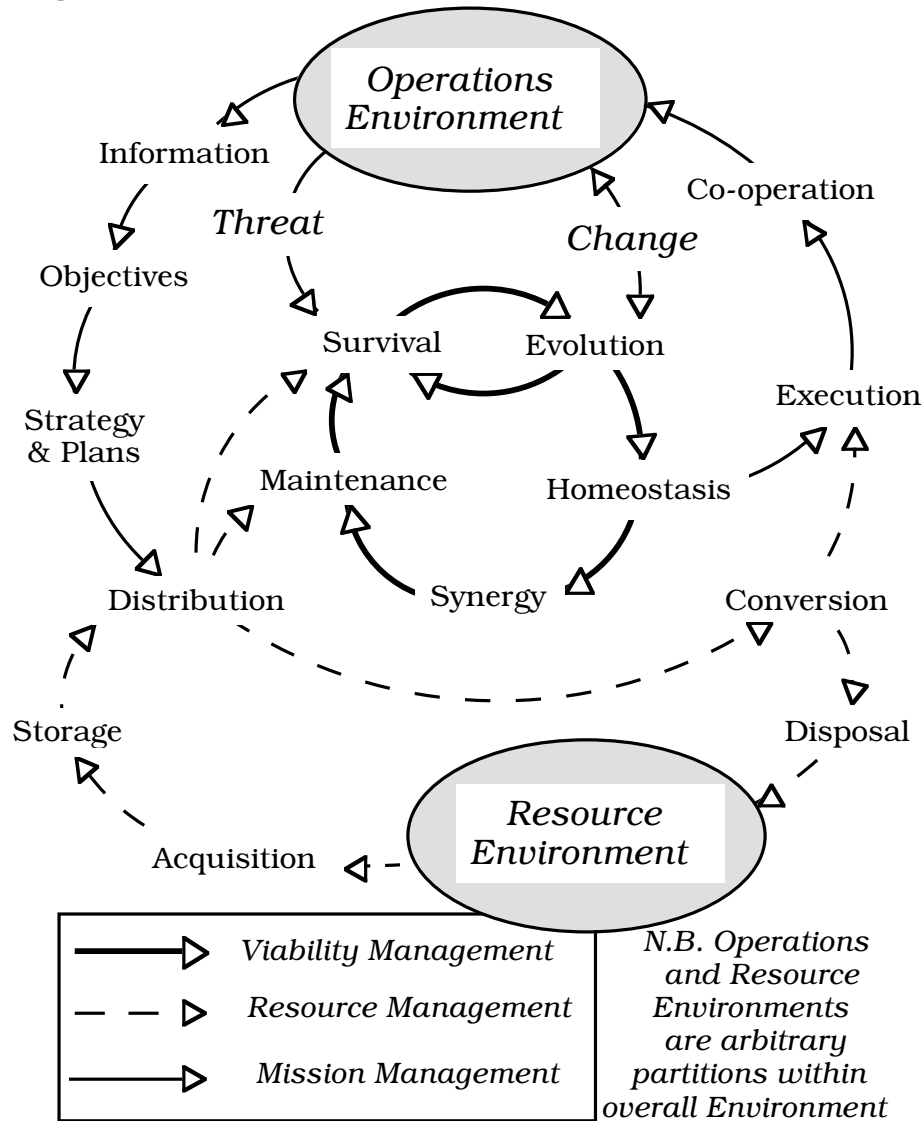 Operations
Environment
Information
Co-operation
Threat
Change
Objectives
Survival
Evolution
Execution
Strategy
& Plans
Maintenance
Homeostasis
Distribution
Synergy
Conversion
Storage
Disposal
Resource
Environment
Acquisition
Viability Management
Resource Management
Mission Management
N.B. Operations
and Resource
Environments
are arbitrary
partitions within
overall Environment